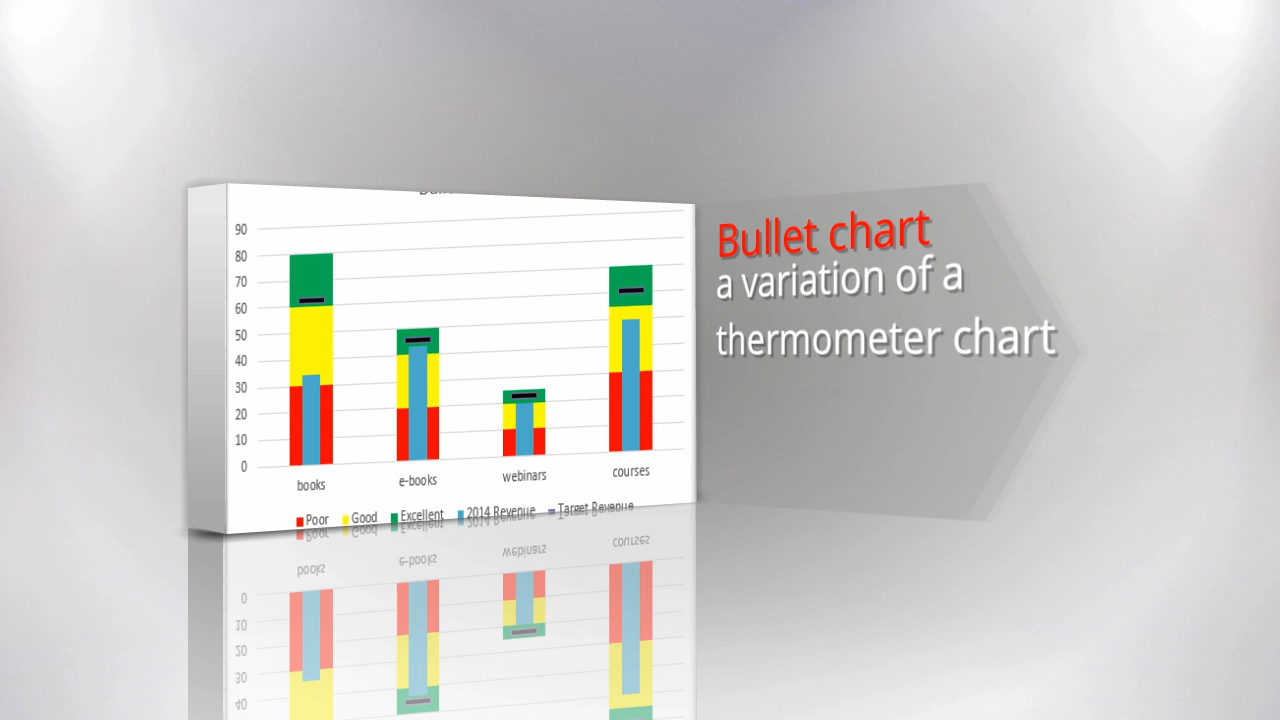 Bullet chart
a variation of a
thermometer chart
90
80
70
60
50
40
30
20
10
0
books e-books webinars courses
Poor Good Excellent 2014 Revenue Target Revenue